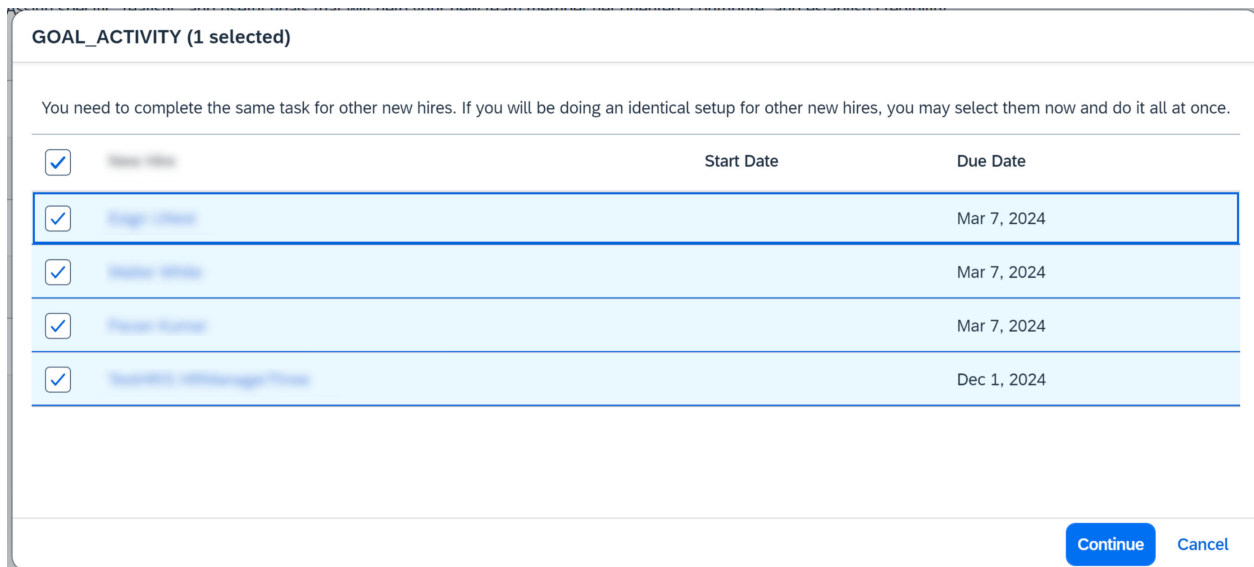 GOAL_ACTIVITY (1 selected)
You need to complete the same task for other new hires. If you will be doing an identical setup for other new hires, you may select them now and do it all at once.
Start Date Due Date
Mar 7, 2024
Mar 7, 2024
Mar 7, 2024
Dec 1, 2024
Continue Cancel